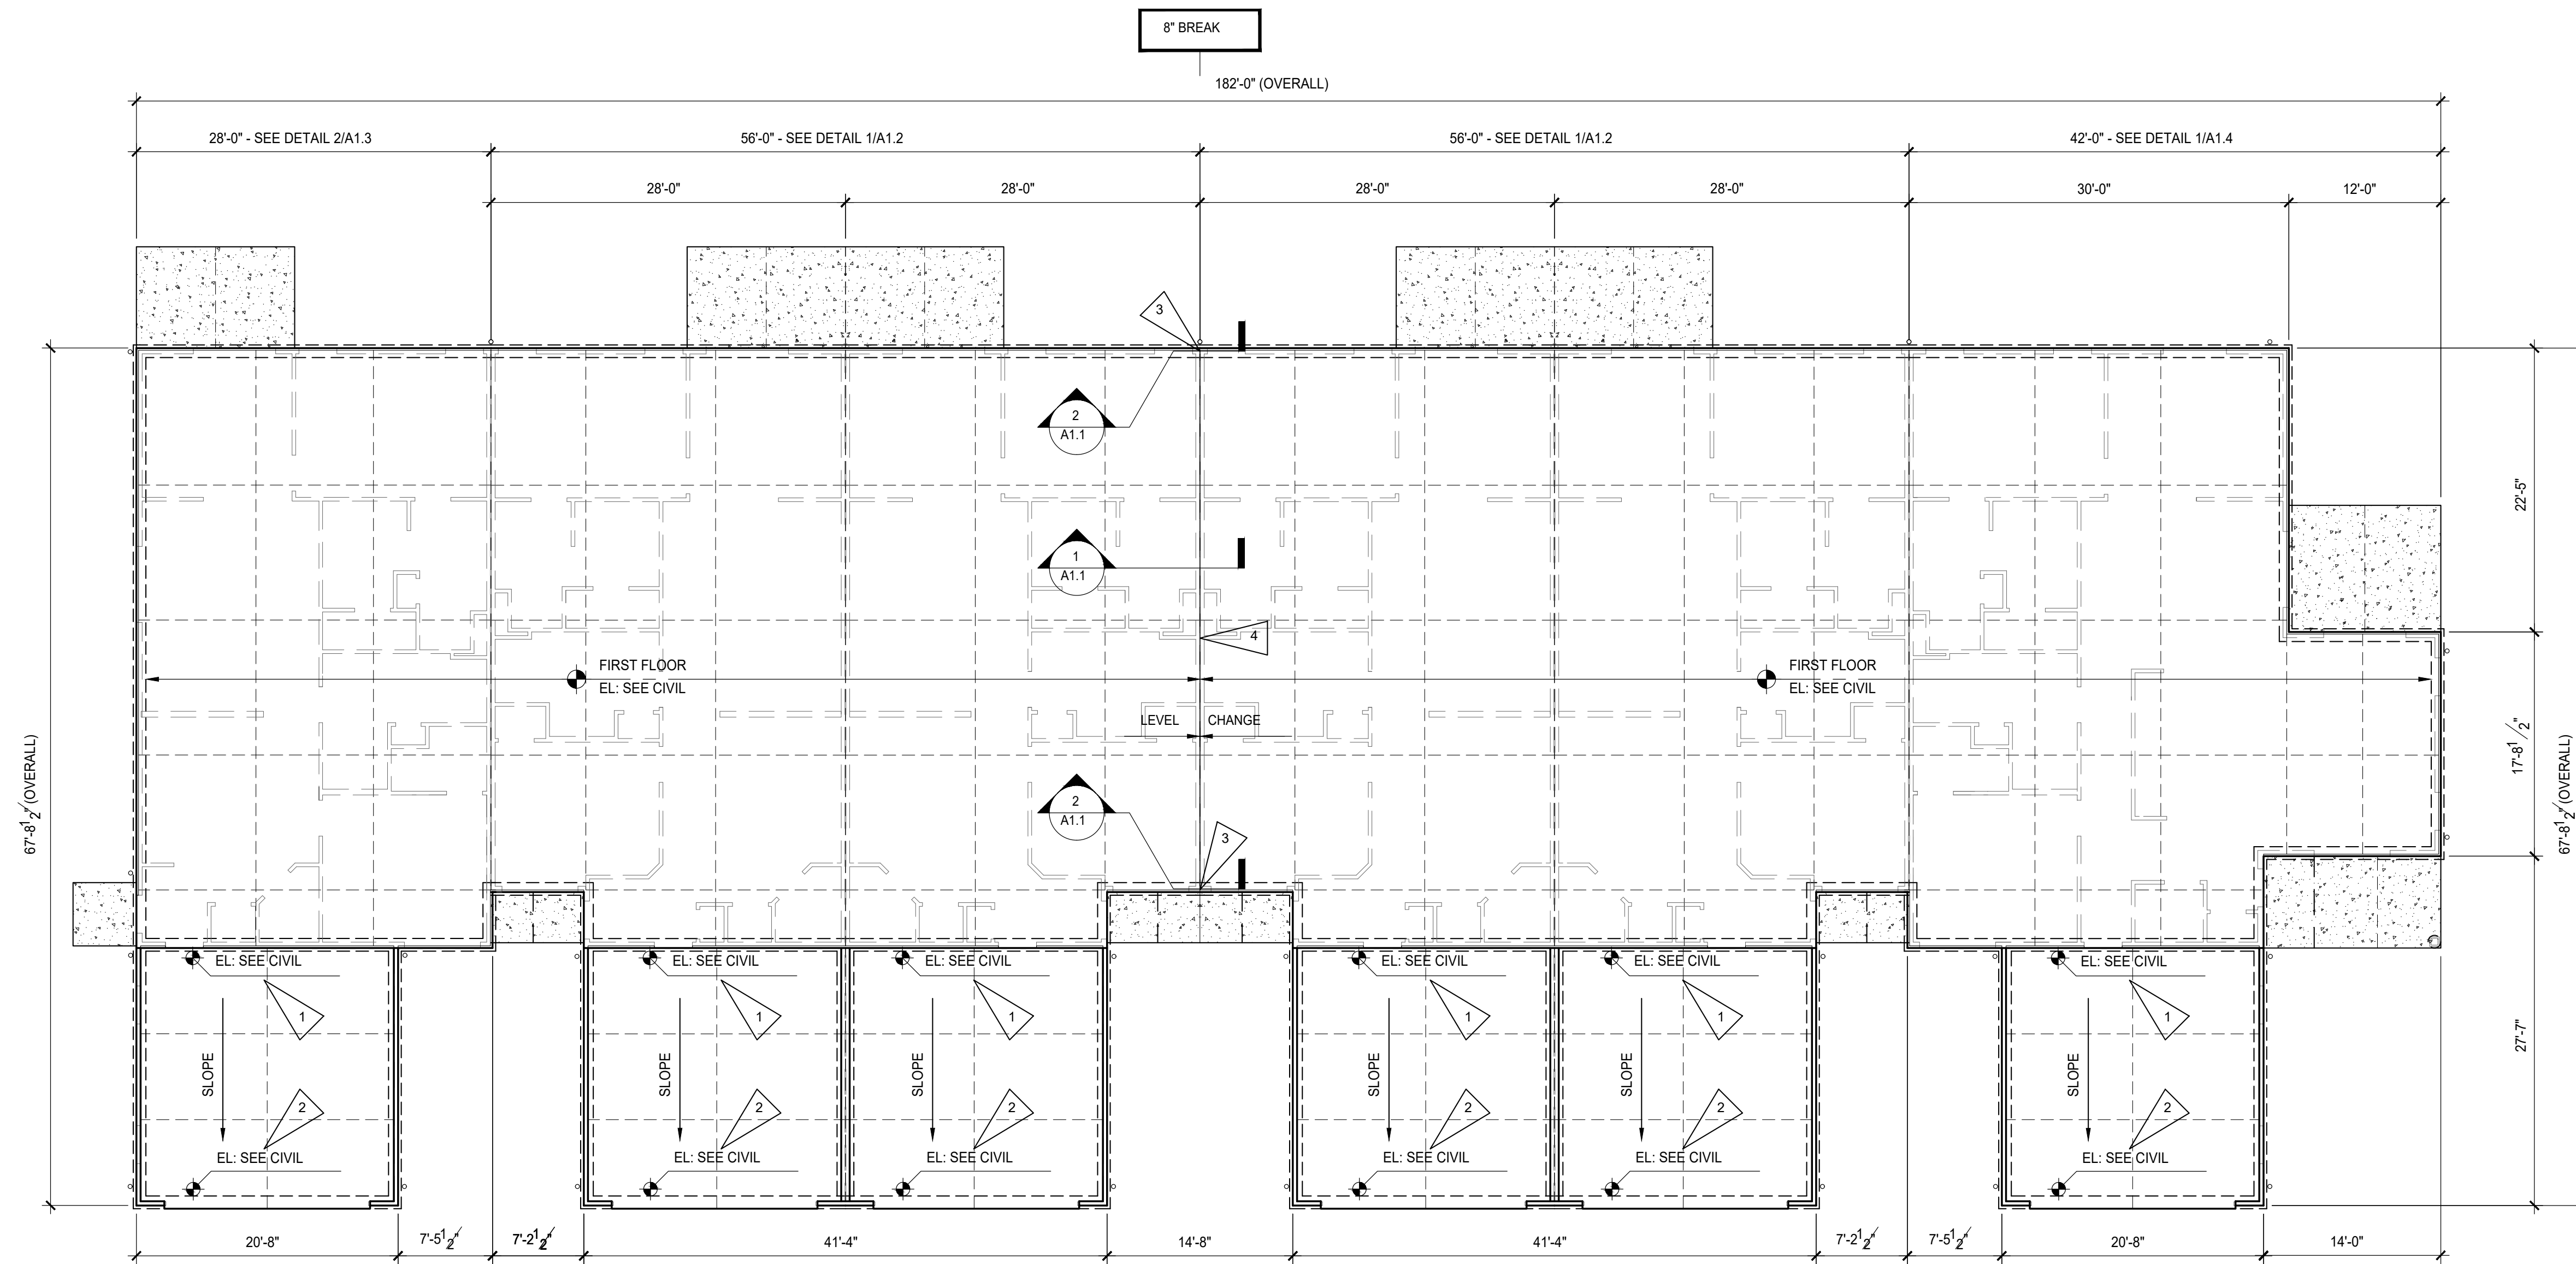 8" BREAK
182'-0" (OVERALL)
28'-0" - SEE DETAIL 2/A1.3
56'-0" - SEE DETAIL 1/A1.2
56'-0" - SEE DETAIL 1/A1.2
42'-0" - SEE DETAIL 1/A1.4
28'-0"
28'-0"
28'-0"
28'-0"
30'-0"
12'-0"
3
2
A1.1
22'-5"
1
A1.1
4
FIRST FLOOR
EL: SEE CIVIL
FIRST FLOOR
EL: SEE CIVIL
LEVEL
CHANGE
67'-8 1/2" (OVERALL)
17'-8 1/2"
67'-8 1/2" (OVERALL)
2
A1.1
3
EL: SEE CIVIL
EL: SEE CIVIL
EL: SEE CIVIL
EL: SEE CIVIL
EL: SEE CIVIL
EL: SEE CIVIL
1
1
1
1
1
1
27'-7"
SLOPE
SLOPE
SLOPE
SLOPE
SLOPE
SLOPE
2
2
2
2
2
2
EL: SEE CIVIL
EL: SEE CIVIL
EL: SEE CIVIL
EL: SEE CIVIL
EL: SEE CIVIL
EL: SEE CIVIL
20'-8"
7'-5 1/2"
7'-2 1/2"
41'-4"
14'-8"
41'-4"
7'-2 1/2"
7'-5 1/2"
20'-8"
14'-0"